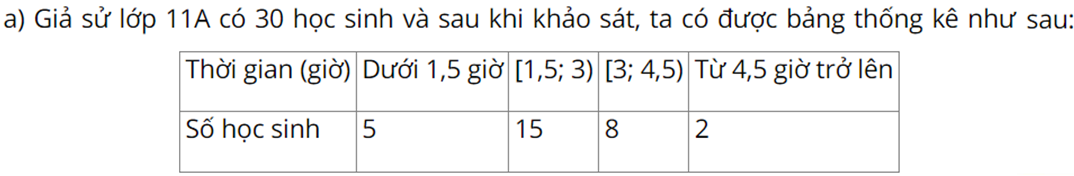 a) Giả sử lớp 11A có 30 học sinh và sau khi khảo sát, ta có được bảng thống kê như sau:
Thời gian (giờ) Dưới 1,5 giờ [1,5; 3) [3; 4,5) Từ 4,5 giờ trở lên
Số học sinh 5 15 8 2